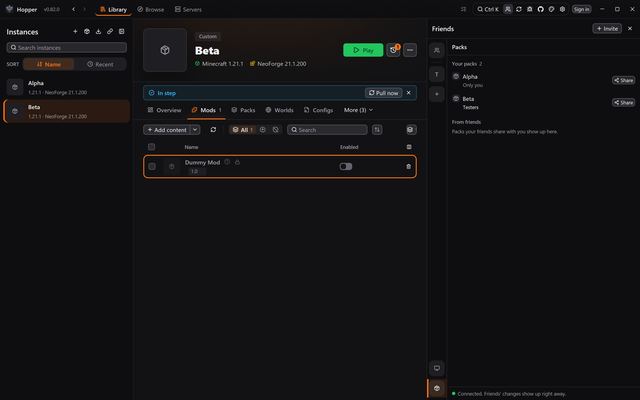 Hopper v0.82.0 Library Browse Servers Ctrl K Sign in
Instances
Search instances
SORT Name Recent
Alpha
1.21.1 · NeoForge 21.1.200
Beta
1.21.1 · NeoForge 21.1.200
Custom
Beta
Minecraft 1.21.1 NeoForge 21.1.200
Play
In step Pull now
Overview Mods 1 Packs Worlds Configs More (3)
+ Add content All 1 Search
Name Enabled
Dummy Mod
1.0
Friends
Invite
Packs
Your packs 2
T
Alpha
Only you
Share
Beta
Testers
Share
From friends
Packs your friends share with you show up here.
Connected. Friends' changes show up right away.